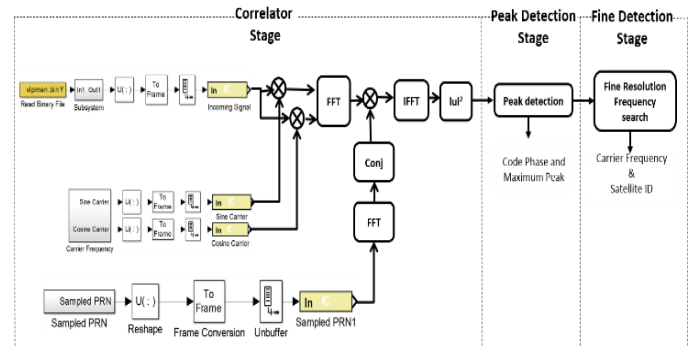 Correlator
Stage
Peak Detection
Stage
Fine Detection
Stage
In1 Out1
U( : )
To
Frame
In
Read Binary File
Subsystem
Incoming Signal
FFT
IFFT
|u|²
Peak detection
Fine Resolution
Frequency
search
Code Phase and
Maximum Peak
Carrier Frequency
&
Satellite ID
Conj
FFT
Sine Carrier
U( : )
To
Frame
In
Sine Carrier
Cosine Carrier
U( : )
To
Frame
In
Cosine Carrier
Carrier Frequency
Sampled PRN
U( : )
To
Frame
In
Sampled PRN
Reshape
Frame Conversion
Unbuffer
Sampled PRN1